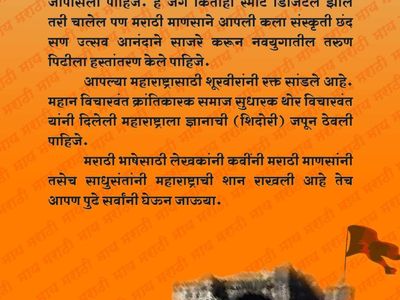 जोपासला पाहिजे. हे जग कितीही स्मार्ट डिजिटल झाले
तरी चालेल पण मराठी माणसाने आपली कला संस्कृती छंद
सण उत्सव आनंदाने साजरे करून नवयुगातील तरुण
पिढीला हस्तांतरण केले पाहिजे.
आपल्या महाराष्ट्रासाठी शूरवीरांनी रक्त सांडले आहे.
महान विचारवंत क्रांतिकारक समाज सुधारक थोर विचारवंत
यांनी दिलेली महाराष्ट्राला ज्ञानाची (शिदोरी) जपून ठेवली
पाहिजे.
मराठी भाषेसाठी लेखकांनी कवींनी मराठी माणसांनी
तसेच साधुसंतांनी महाराष्ट्राची शान राखली आहे तेच
आपण पुढे सर्वांनी घेऊन जाऊया.